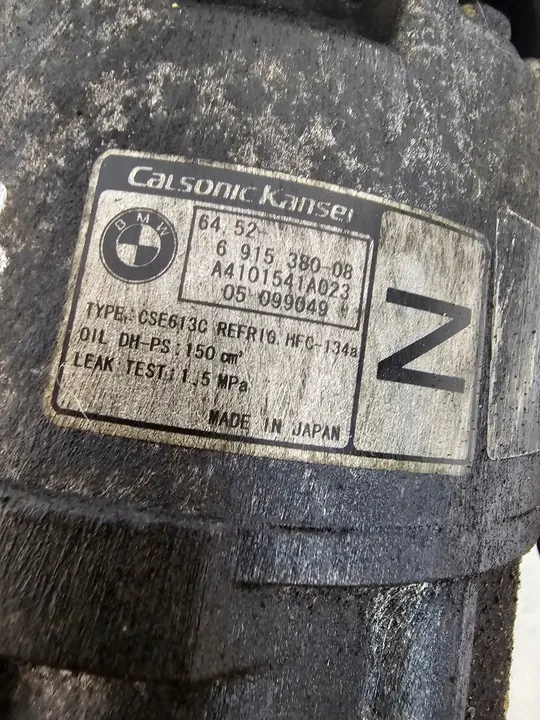 Calsonic Kansei
BMW
64.52-
6 915 380-08
A4101541A023
05 099049
TYPE: CSE613C REFRIG. HFC-134a
OIL DH-PS:150 cm³
LEAK TEST:1.5 MPa
MADE IN JAPAN
Z